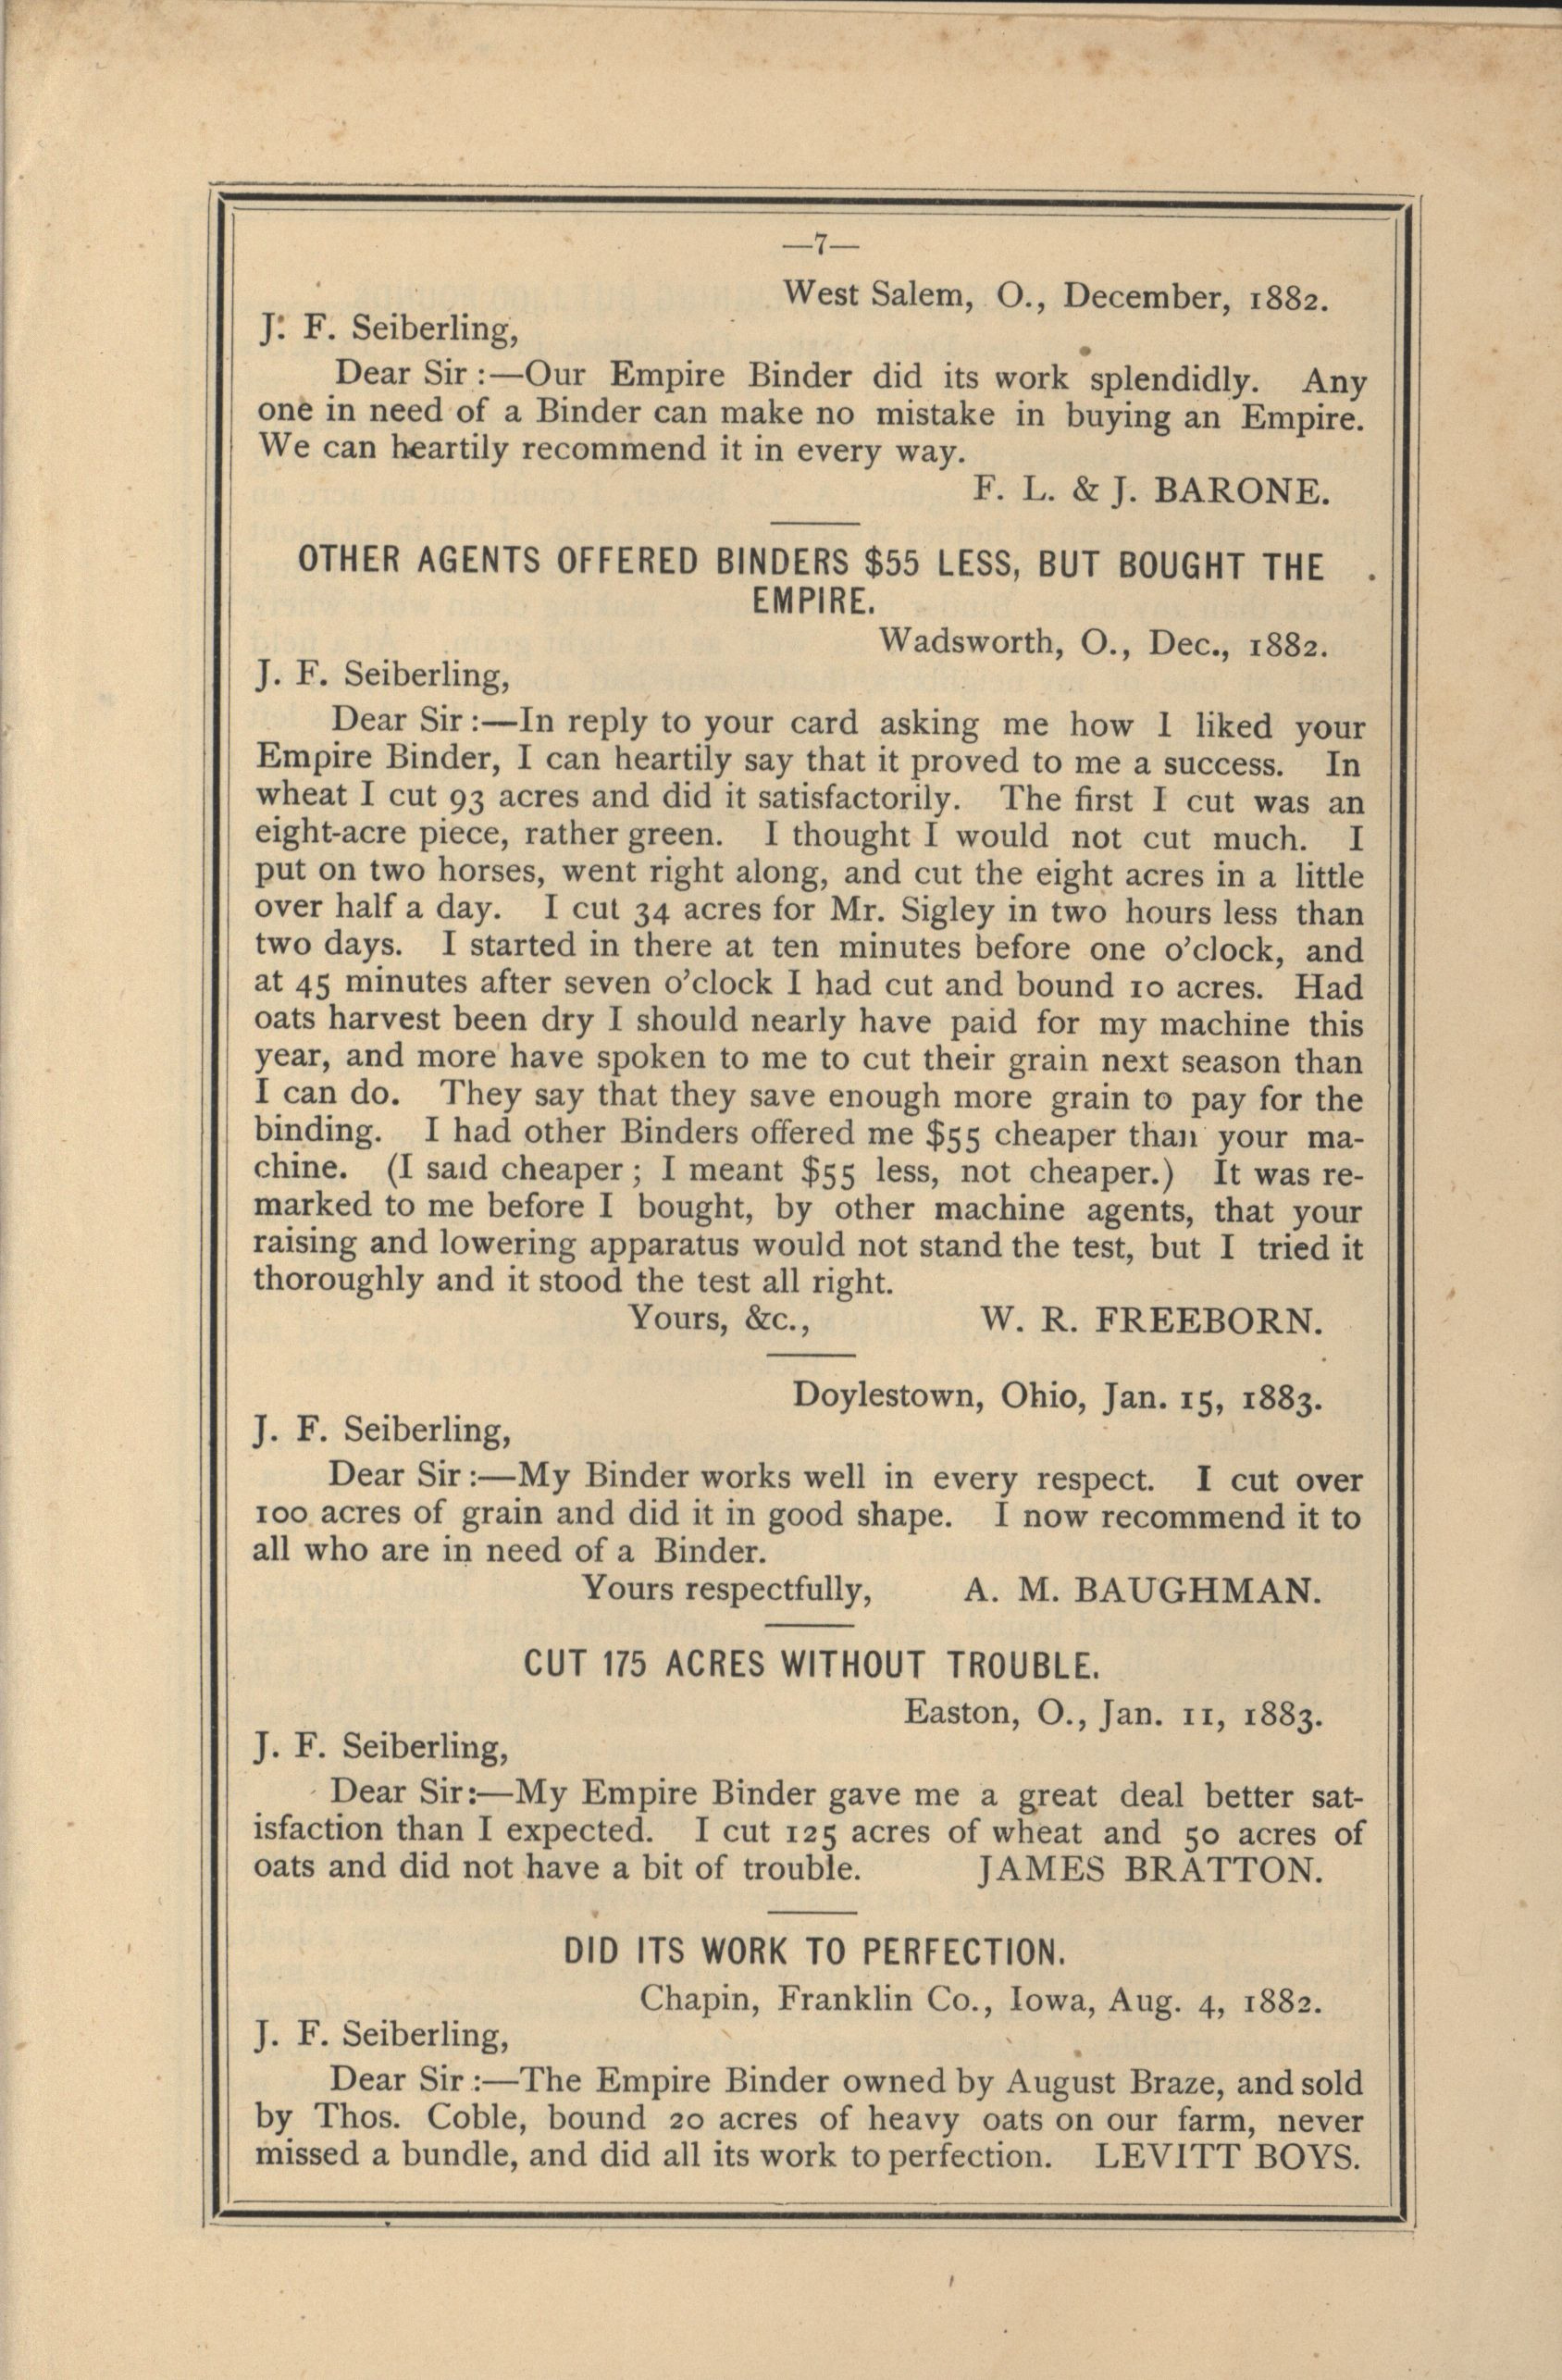 —7—
West Salem, O., December, 1882.
J. F. Seiberling,
Dear Sir:—Our Empire Binder did its work splendidly. Any
one in need of a Binder can make no mistake in buying an Empire.
We can heartily recommend it in every way.
F. L. & J. BARONE.
OTHER AGENTS OFFERED BINDERS $55 LESS, BUT BOUGHT THE
EMPIRE.
Wadsworth, O., Dec., 1882.
J. F. Seiberling,
Dear Sir:—In reply to your card asking me how I liked your
Empire Binder, I can heartily say that it proved to me a success. In
wheat I cut 93 acres and did it satisfactorily. The first I cut was an
eight-acre piece, rather green. I thought I would not cut much. I
put on two horses, went right along, and cut the eight acres in a little
over half a day. I cut 34 acres for Mr. Sigley in two hours less than
two days. I started in there at ten minutes before one o'clock, and
at 45 minutes after seven o'clock I had cut and bound 10 acres. Had
oats harvest been dry I should nearly have paid for my machine this
year, and more have spoken to me to cut their grain next season than
I can do. They say that they save enough more grain to pay for the
binding. I had other Binders offered me $55 cheaper than your ma-
chine. (I said cheaper; I meant $55 less, not cheaper.) It was re-
marked to me before I bought, by other machine agents, that your
raising and lowering apparatus would not stand the test, but I tried it
thoroughly and it stood the test all right.
Yours, &c., W. R. FREEBORN.
Doylestown, Ohio, Jan. 15, 1883.
J. F. Seiberling,
Dear Sir:—My Binder works well in every respect. I cut over
100 acres of grain and did it in good shape. I now recommend it to
all who are in need of a Binder.
Yours respectfully, A. M. BAUGHMAN.
CUT 175 ACRES WITHOUT TROUBLE.
Easton, O., Jan. 11, 1883.
J. F. Seiberling,
Dear Sir:—My Empire Binder gave me a great deal better sat-
isfaction than I expected. I cut 125 acres of wheat and 50 acres of
oats and did not have a bit of trouble. JAMES BRATTON.
DID ITS WORK TO PERFECTION.
Chapin, Franklin Co., Iowa, Aug. 4, 1882.
J. F. Seiberling,
Dear Sir:—The Empire Binder owned by August Braze, and sold
by Thos. Coble, bound 20 acres of heavy oats on our farm, never
missed a bundle, and did all its work to perfection. LEVITT BOYS.